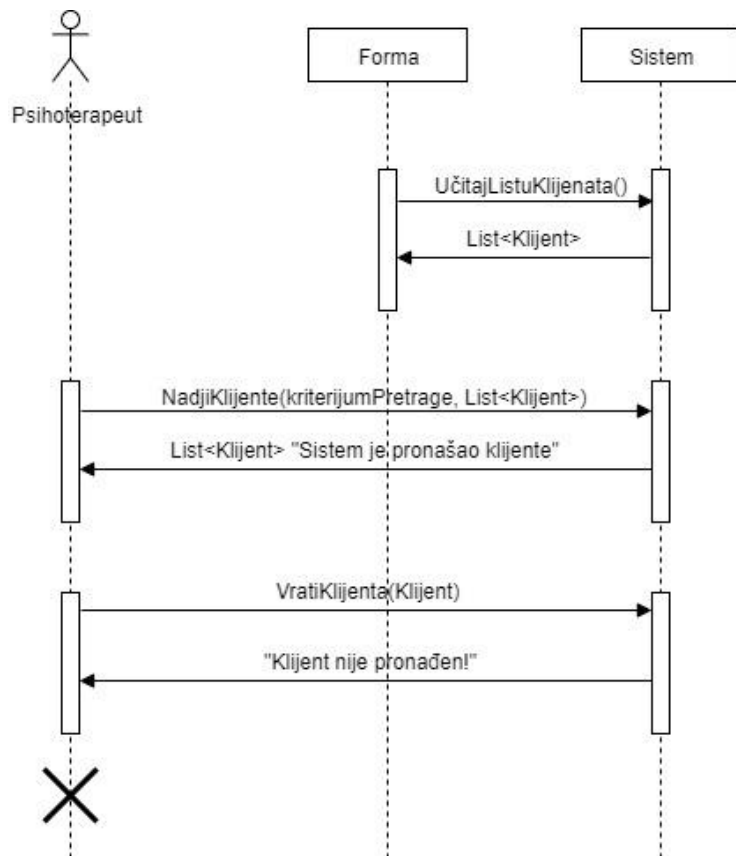 Forma
Sistem
Psihoterapeut
UčitajListuKlijenata()
List<Klijent>
NadjiKlijente(kriterijumPretrage, List<Klijent>)
List<Klijent> "Sistem je pronašao klijente"
VratiKlijenta(Klijent)
"Klijent nije pronađen!"